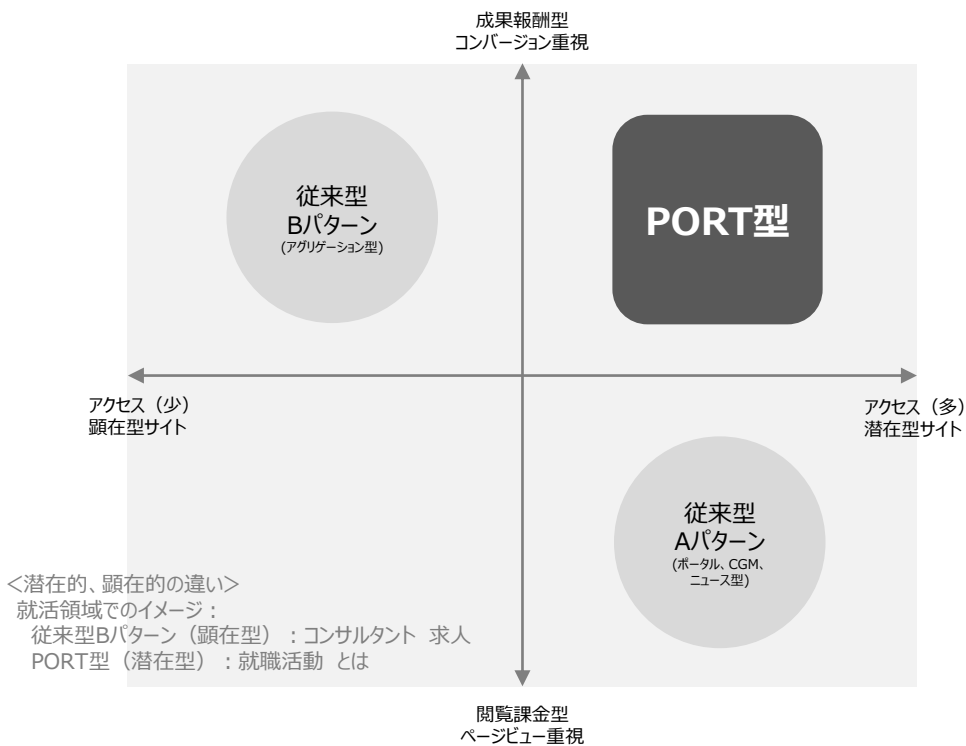 成果報酬型
コンバージョン重視
従来型
Bパターン
(アグリゲーション型)
PORT型
アクセス（少）
顕在型サイト
アクセス（多）
潜在型サイト
従来型
Aパターン
(ポータル、CGM、
ニュース型)
＜潜在的、顕在的の違い＞
就活領域でのイメージ：
従来型Bパターン（顕在型）：コンサルタント 求人
PORT型（潜在型）：就職活動 とは
閲覧課金型
ページビュー重視